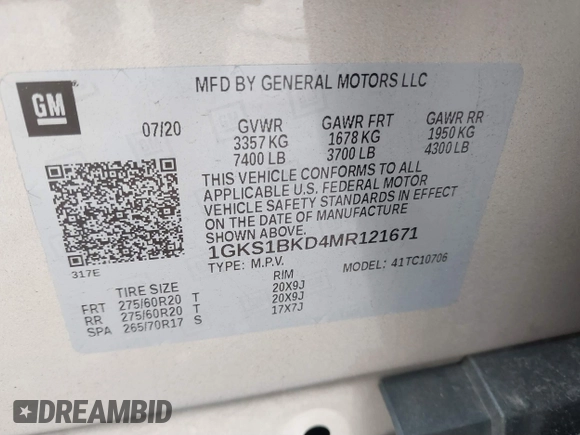 MFD BY GENERAL MOTORS LLC
GM
07/20 GVWR GAWR FRT GAWR RR
3357 KG 1678 KG 1950 KG
7400 LB 3700 LB 4300 LB
THIS VEHICLE CONFORMS TO ALL
APPLICABLE U.S. FEDERAL MOTOR
VEHICLE SAFETY STANDARDS IN EFFECT
ON THE DATE OF MANUFACTURE
SHOWN ABOVE.
1GKS1BKD4MR121671
TYPE: M.P.V. MODEL: 41TC10706
317E
TIRE SIZE RIM
FRT 275/60R20 T 20X9J
RR 275/60R20 T 20X9J
SPA 265/70R17 S 17X7J
DREAMBID